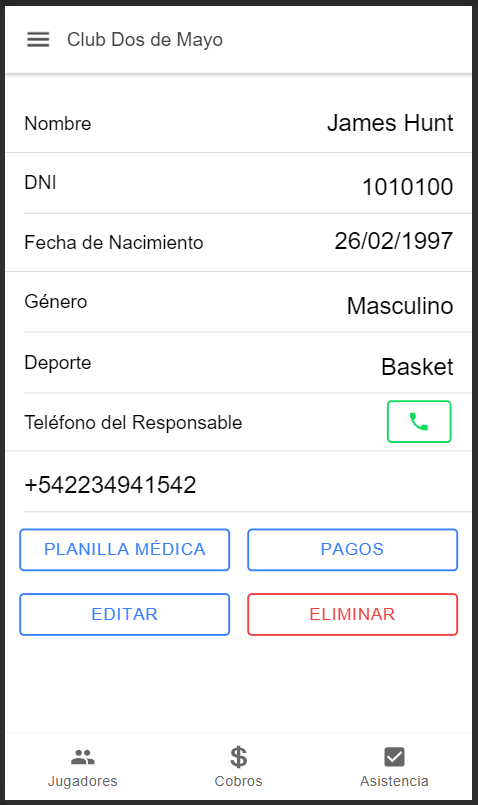 Club Dos de Mayo
Nombre James Hunt
DNI 1010100
Fecha de Nacimiento 26/02/1997
Género Masculino
Deporte Basket
Teléfono del Responsable
+542234941542
PLANILLA MÉDICA PAGOS
EDITAR ELIMINAR
Jugadores Cobros Asistencia